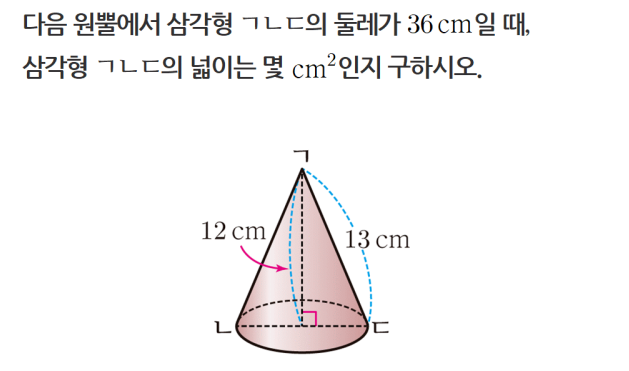 다음 원뿔에서 삼각형 ㄱㄴㄷ의 둘레가 36 cm일 때,
삼각형 ㄱㄴㄷ의 넓이는 몇 cm²인지 구하시오.
ㄱ
12 cm
13 cm
ㄴ
ㄷ